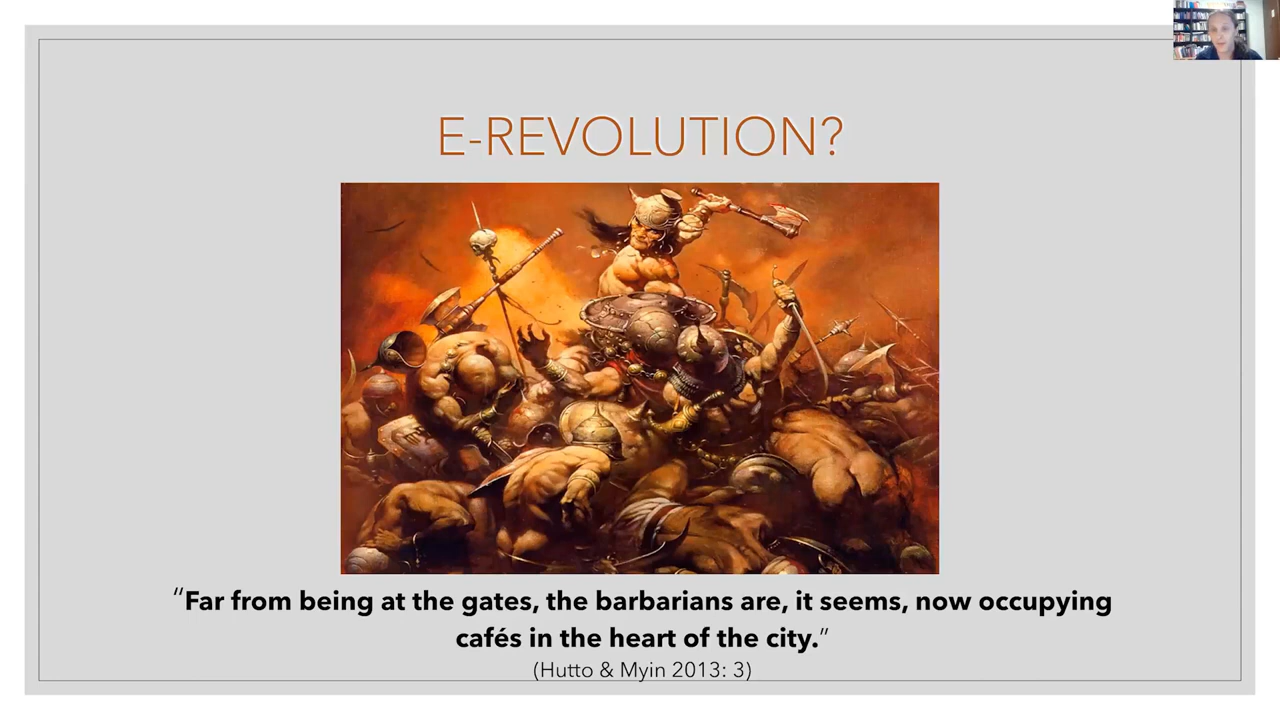 E-REVOLUTION?
“Far from being at the gates, the barbarians are, it seems, now occupying
cafés in the heart of the city.”
(Hutto & Myin 2013: 3)